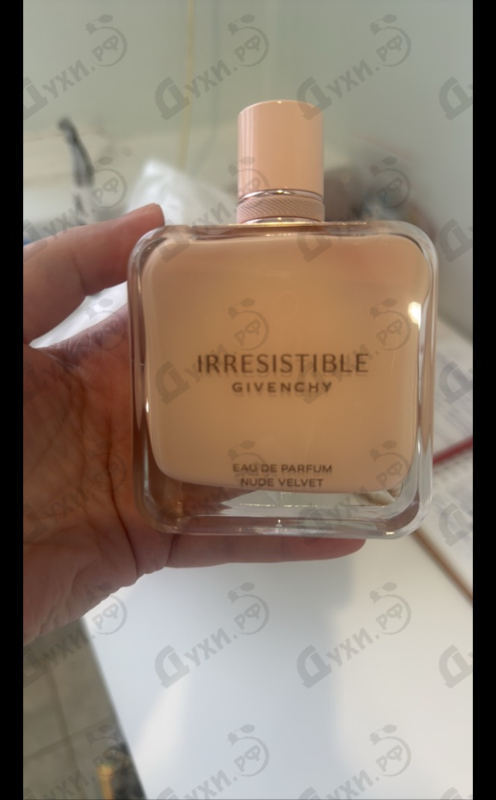 IRRESISTIBLE
GIVENCHY
EAU DE PARFUM
NUDE VELVET
Духи.РФ